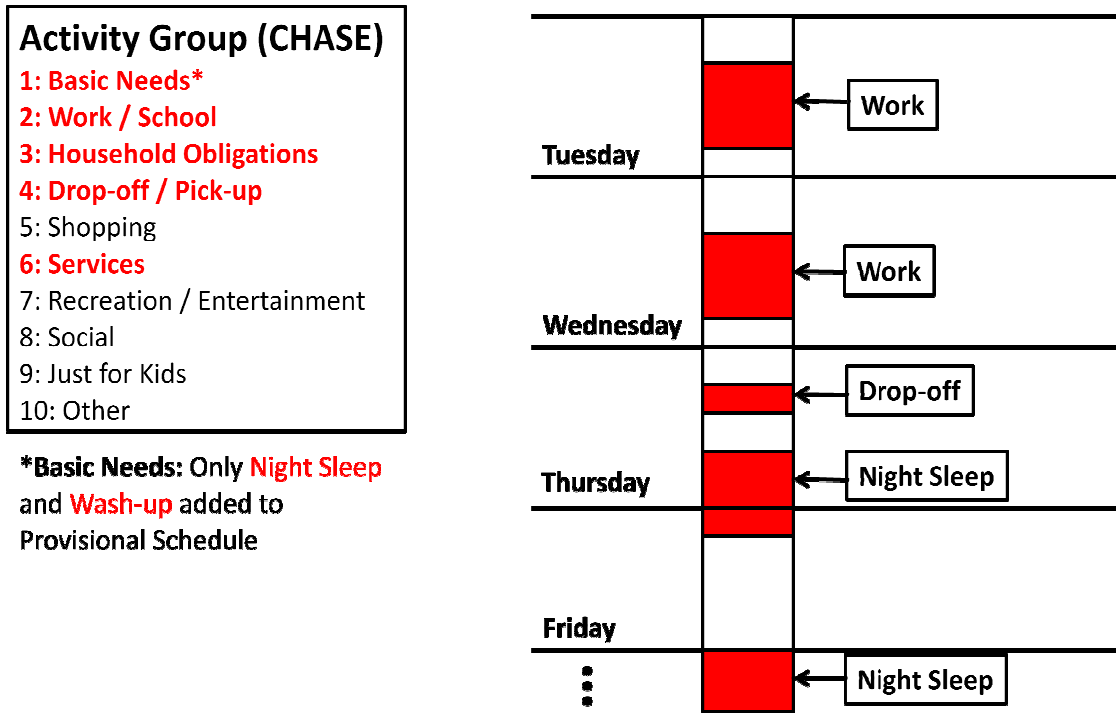 Activity Group (CHASE)
1: Basic Needs*
2: Work / School
3: Household Obligations
4: Drop-off / Pick-up
5: Shopping
6: Services
7: Recreation / Entertainment
8: Social
9: Just for Kids
10: Other
*Basic Needs: Only Night Sleep
and Wash-up added to
Provisional Schedule
Work
Tuesday
Work
Wednesday
Drop-off
Night Sleep
Thursday
Friday
Night Sleep